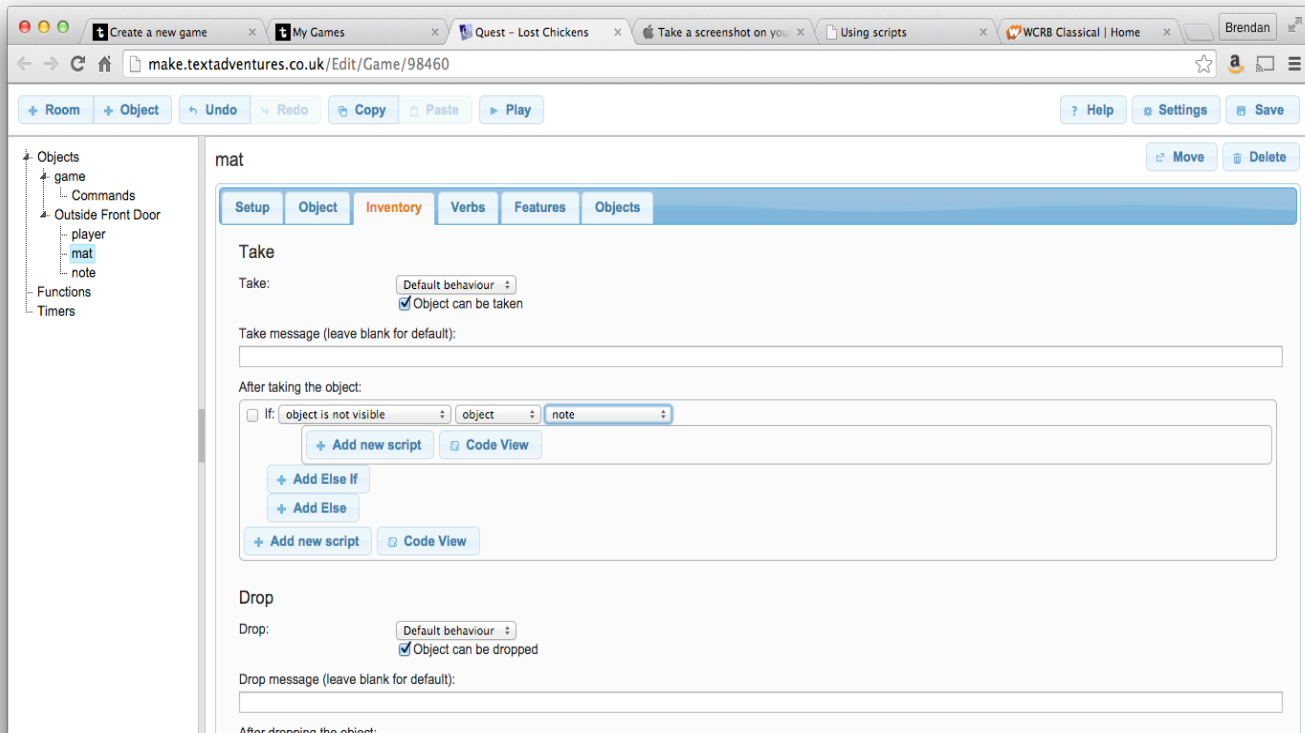 Create a new game
My Games
Quest – Lost Chickens
Take a screenshot on you
Using scripts
WCRB Classical | Home
Brendan
make.textadventures.co.uk/Edit/Game/98460
Room
Object
Undo
Redo
Copy
Paste
Play
Help
Settings
Save
Objects
game
Commands
Outside Front Door
player
mat
note
Functions
Timers
mat
Move
Delete
Setup
Object
Inventory
Verbs
Features
Objects
Take
Take: Default behaviour
Object can be taken
Take message (leave blank for default):
After taking the object:
If: object is not visible object note
Add new script Code View
Add Else If
Add Else
Add new script Code View
Drop
Drop: Default behaviour
Object can be dropped
Drop message (leave blank for default):
After dropping the object: